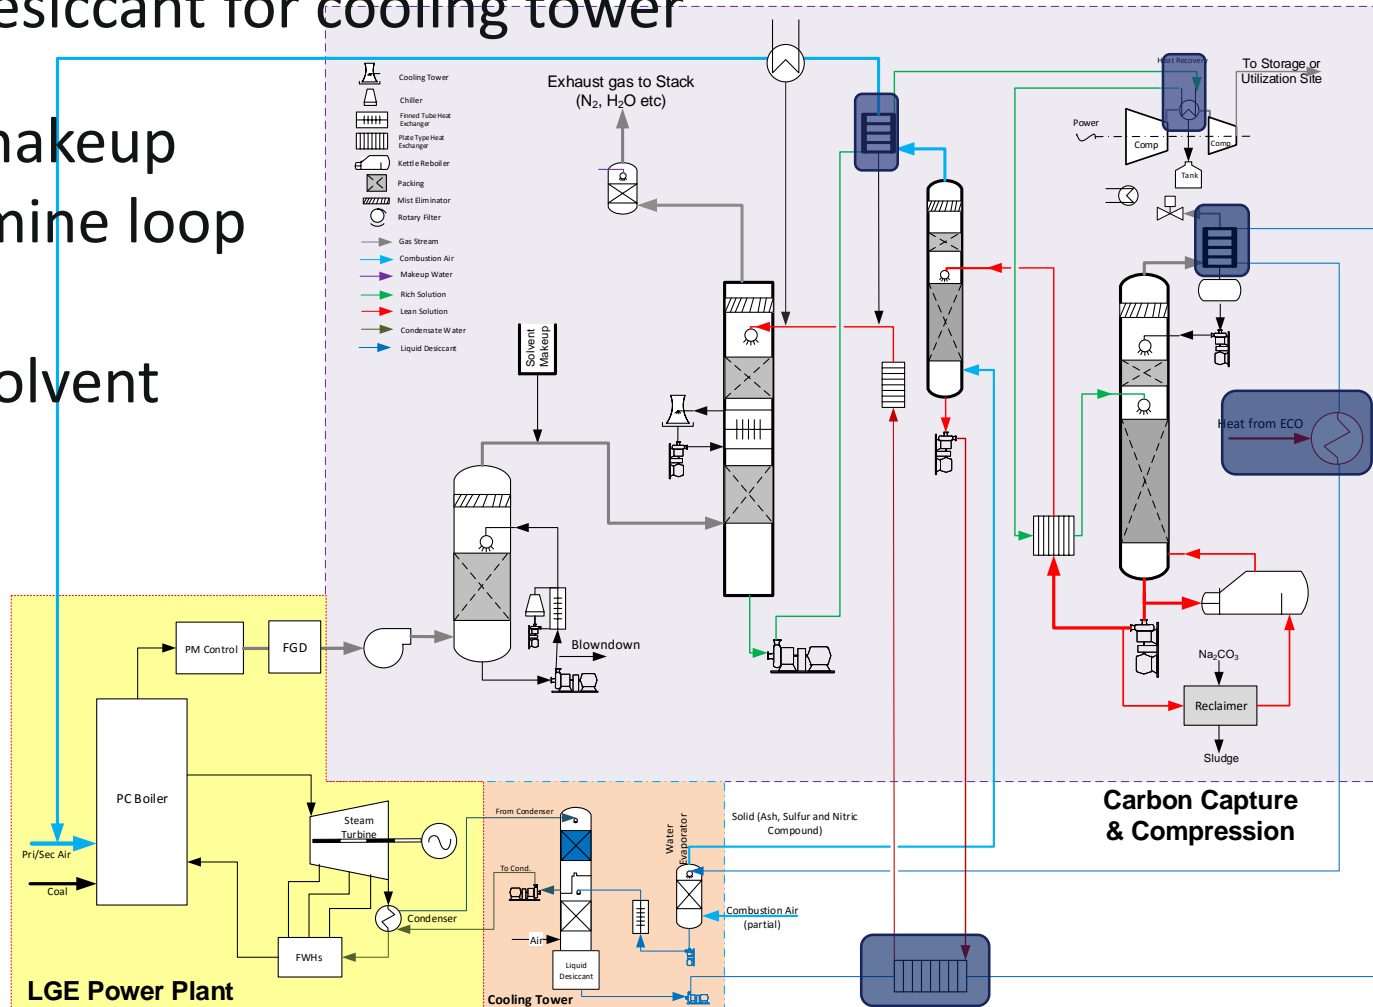 esiccant for cooling tower
makeup
mine loop
olvent
Cooling Tower
Chiller
Finned Tube Heat
Exchanger
Plate Type Heat
Exchanger
Kettle Reboiler
Packing
Mist Eliminator
Rotary Filter
Gas Stream
Combustion Air
Makeup Water
Rich Solution
Lean Solution
Condensate Water
Liquid Desiccant
Exhaust gas to Stack
(N₂, H₂O etc)
Heat Recovery
To Storage or
Utilization Site
Power
Comp
Comp
Tank
Solvent
Makeup
Heat from ECO
Blowndown
Na₂CO₃
Reclaimer
Sludge
PM Control
FGD
PC Boiler
Steam
Turbine
Pri/Sec Air
Coal
Condenser
FWHs
LGE Power Plant
From Condenser
To Cond.
Air
Liquid
Desiccant
Cooling Tower
Water
Evaporator
Solid (Ash, Sulfur and Nitric
Compound)
Combustion Air
(partial)
Carbon Capture
& Compression